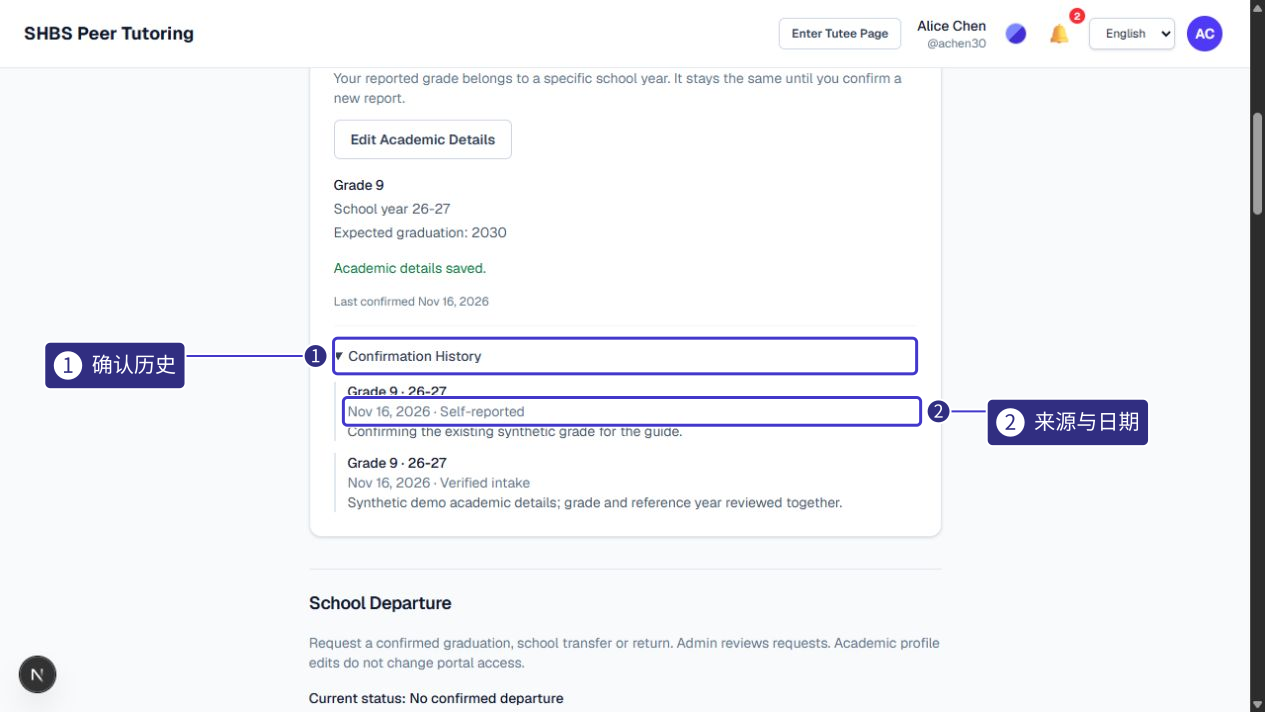 SHBS Peer Tutoring
Enter Tutee Page
Alice Chen
@achen30
2
English
AC
Your reported grade belongs to a specific school year. It stays the same until you confirm a
new report.
Edit Academic Details
Grade 9
School year 26-27
Expected graduation: 2030
Academic details saved.
Last confirmed Nov 16, 2026
1 确认历史
1
Confirmation History
Grade 9 · 26-27
Nov 16, 2026 · Self-reported
2
2 来源与日期
Confirming the existing synthetic grade for the guide.
Grade 9 · 26-27
Nov 16, 2026 · Verified intake
Synthetic demo academic details; grade and reference year reviewed together.
School Departure
Request a confirmed graduation, school transfer or return. Admin reviews requests. Academic profile
edits do not change portal access.
N
Current status: No confirmed departure